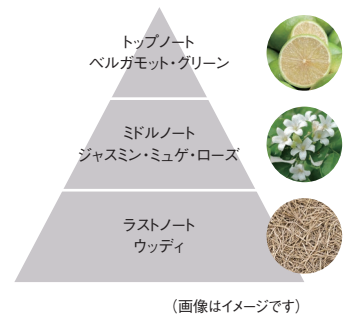 トップノート
ベルガモット・グリーン
ミドルノート
ジャスミン・ミュゲ・ローズ
ラストノート
ウッディ
（画像はイメージです）